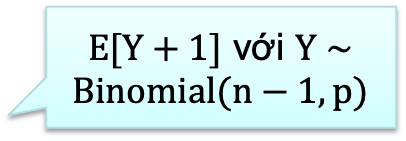 E[Y + 1] với Y ~
Binomial(n − 1, p)